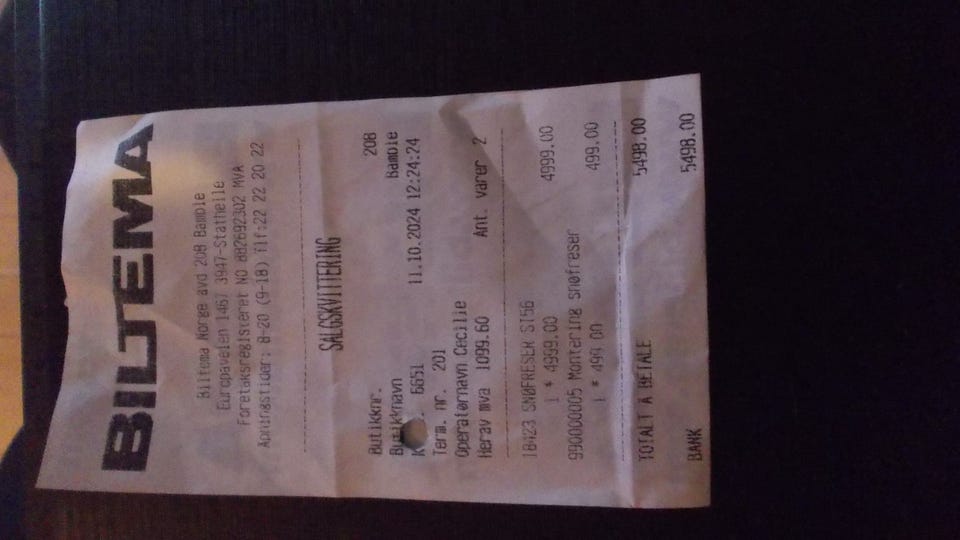 BILTEMA
Biltema Norge avd 208 Bamble
Europaveien 1467 3947-Stathelle
Foretaksregisteret NO 882692302 MVA
Åpningstider: 8-20 (9-18) Tlf:22 22 20 22
SALGSKVITTERING
Butikknr. 208
Butikknavn Bamble
6651 11.10.2024 12:24:24
Term. nr. 201
Operatørnavn Cecilie
Herav mva 1099.60 Ant. varer 2
18423 SNØFRESER ST56
1 * 4999.00 4999.00
990000005 Montering snøfreser
1 * 499.00 499.00
TOTALT Å BETALE 5498.00
BANK 5498.00